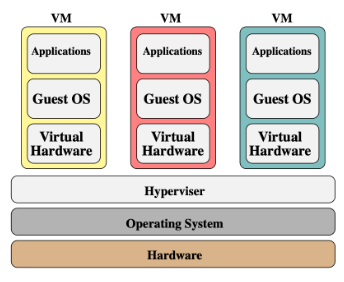 VM
VM
VM
Applications
Applications
Applications
Guest OS
Guest OS
Guest OS
Virtual
Hardware
Virtual
Hardware
Virtual
Hardware
Hyperviser
Operating System
Hardware